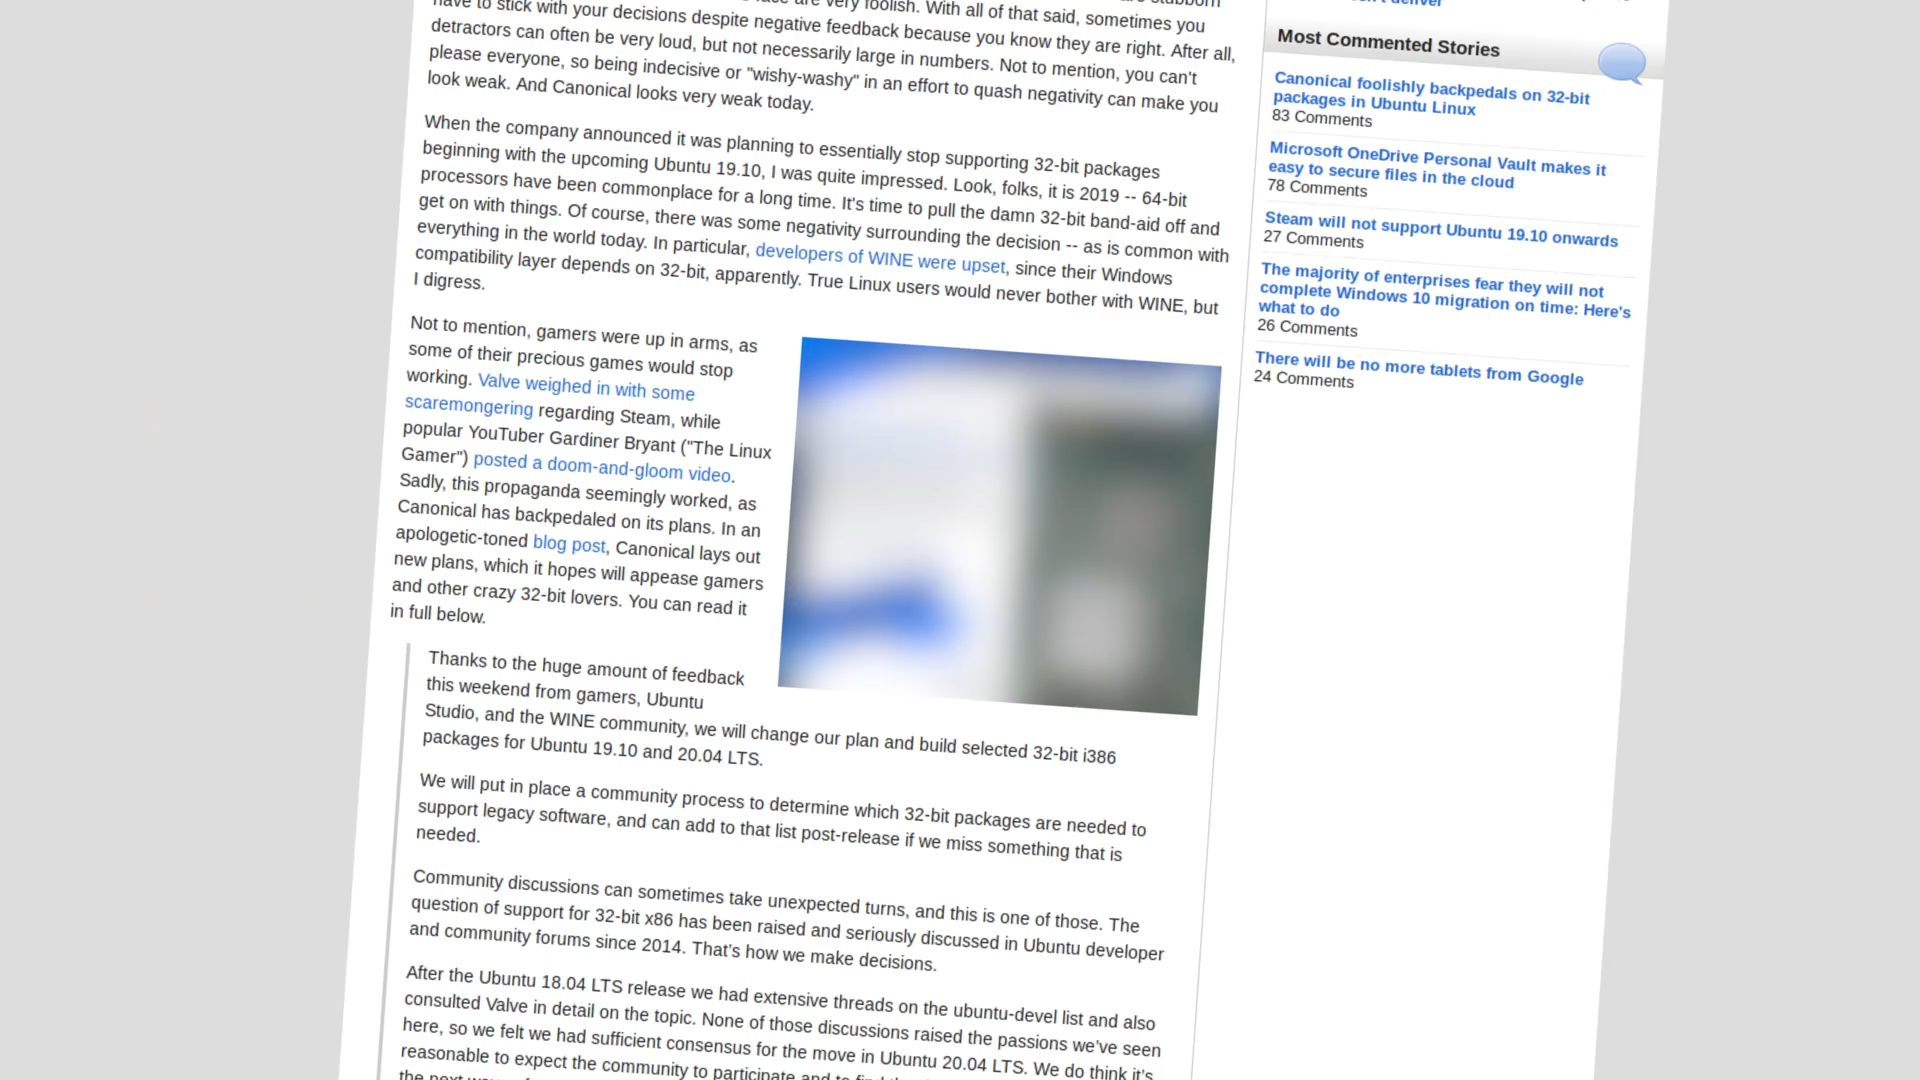 are very foolish. With all of that said, sometimes you
have to stick with your decisions despite negative feedback because you know they are right. After all,
detractors can often be very loud, but not necessarily large in numbers. Not to mention, you can't
please everyone, so being indecisive or "wishy-washy" in an effort to quash negativity can make you
look weak. And Canonical looks very weak today.
When the company announced it was planning to essentially stop supporting 32-bit packages
beginning with the upcoming Ubuntu 19.10, I was quite impressed. Look, folks, it is 2019 -- 64-bit
processors have been commonplace for a long time. It's time to pull the damn 32-bit band-aid off and
get on with things. Of course, there was some negativity surrounding the decision -- as is common with
everything in the world today. In particular, developers of WINE were upset, since their Windows
compatibility layer depends on 32-bit, apparently. True Linux users would never bother with WINE, but
I digress.
Not to mention, gamers were up in arms, as
some of their precious games would stop
working. Valve weighed in with some
scaremongering regarding Steam, while
popular YouTuber Gardiner Bryant ("The Linux
Gamer") posted a doom-and-gloom video.
Sadly, this propaganda seemingly worked, as
Canonical has backpedaled on its plans. In an
apologetic-toned blog post, Canonical lays out
new plans, which it hopes will appease gamers
and other crazy 32-bit lovers. You can read it
in full below.
Thanks to the huge amount of feedback
this weekend from gamers, Ubuntu
Studio, and the WINE community, we will change our plan and build selected 32-bit i386
packages for Ubuntu 19.10 and 20.04 LTS.
We will put in place a community process to determine which 32-bit packages are needed to
support legacy software, and can add to that list post-release if we miss something that is
needed.
Community discussions can sometimes take unexpected turns, and this is one of those. The
question of support for 32-bit x86 has been raised and seriously discussed in Ubuntu developer
and community forums since 2014. That's how we make decisions.
After the Ubuntu 18.04 LTS release we had extensive threads on the ubuntu-devel list and also
consulted Valve in detail on the topic. None of those discussions raised the passions we've seen
here, so we felt we had sufficient consensus for the move in Ubuntu 20.04 LTS. We do think it's
reasonable to expect the community to participate and to find
Most Commented Stories
Canonical foolishly backpedals on 32-bit
packages in Ubuntu Linux
83 Comments
Microsoft OneDrive Personal Vault makes it
easy to secure files in the cloud
78 Comments
Steam will not support Ubuntu 19.10 onwards
27 Comments
The majority of enterprises fear they will not
complete Windows 10 migration on time: Here's
what to do
26 Comments
There will be no more tablets from Google
24 Comments